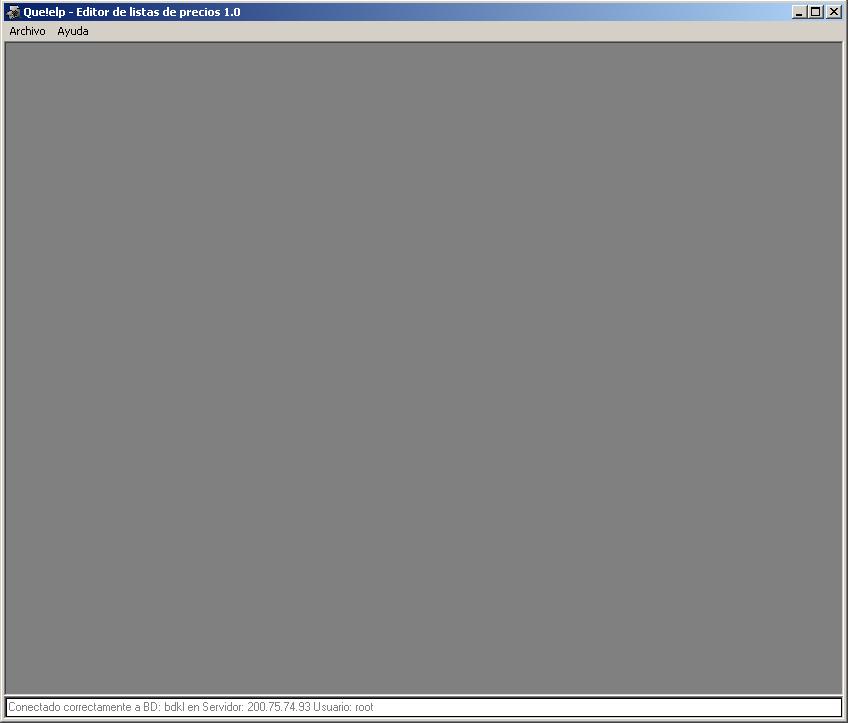 Que!elp - Editor de listas de precios 1.0
Archivo Ayuda
Conectado correctamente a BD: bdkl en Servidor: 200.75.74.93 Usuario: root